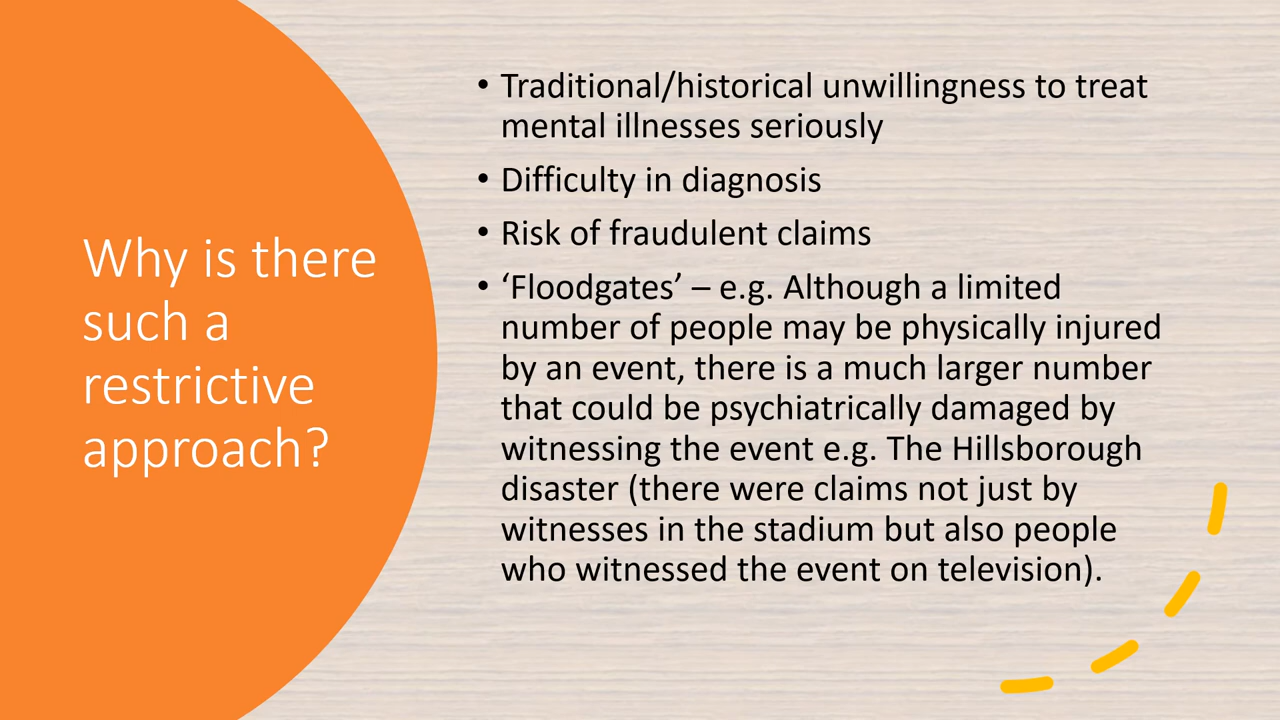 Why is there
such a
restrictive
approach?
• Traditional/historical unwillingness to treat
mental illnesses seriously
• Difficulty in diagnosis
• Risk of fraudulent claims
• ‘Floodgates’ – e.g. Although a limited
number of people may be physically injured
by an event, there is a much larger number
that could be psychiatrically damaged by
witnessing the event e.g. The Hillsborough
disaster (there were claims not just by
witnesses in the stadium but also people
who witnessed the event on television).